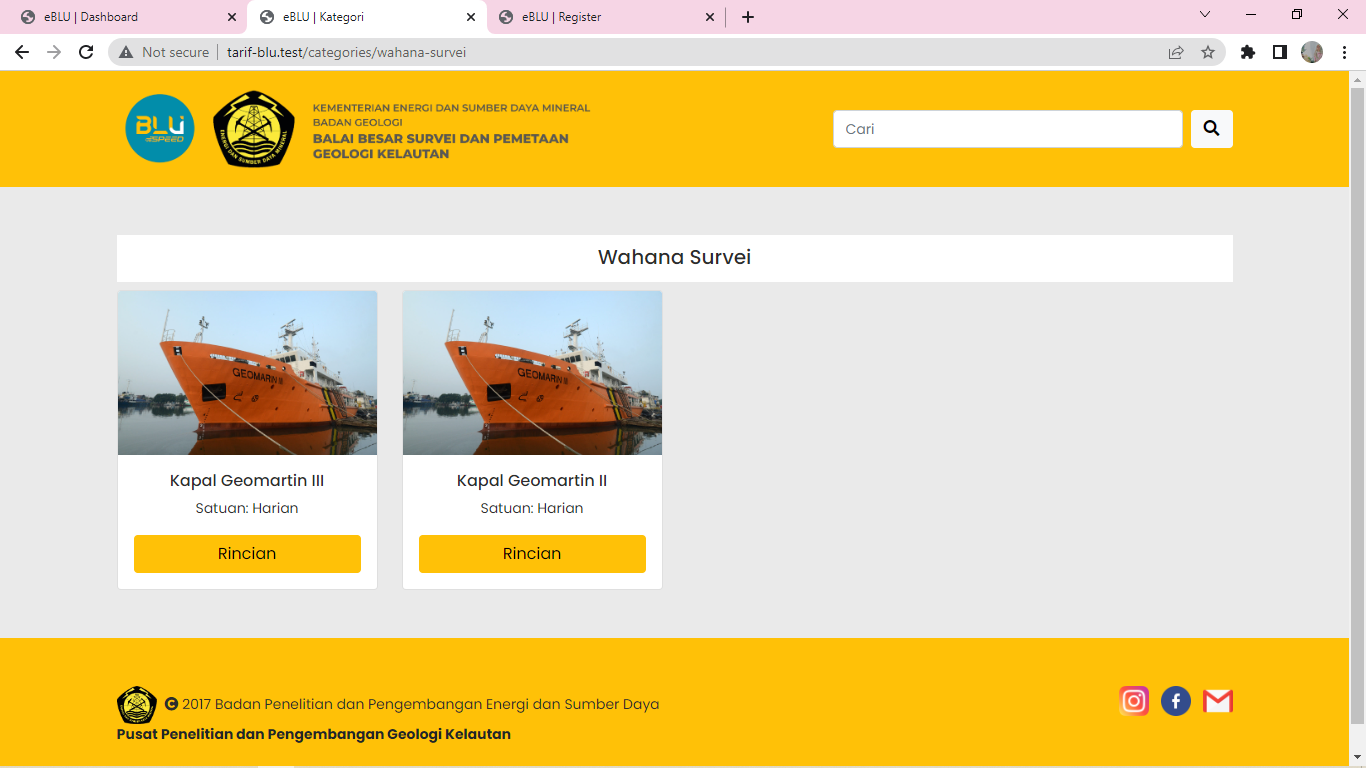 eBLU | Dashboard
eBLU | Kategori
eBLU | Register
Not secure
tarif-blu.test/categories/wahana-survei
BLU
SPEED
ENERGI DAN SUMBER DAYA MINERAL
KEMENTERIAN ENERGI DAN SUMBER DAYA MINERAL
BADAN GEOLOGI
BALAI BESAR SURVEI DAN PEMETAAN
GEOLOGI KELAUTAN
Cari
Wahana Survei
GEOMARIN III
GEOMARIN III
Kapal Geomartin III
Kapal Geomartin II
Satuan: Harian
Satuan: Harian
Rincian
Rincian
© 2017 Badan Penelitian dan Pengembangan Energi dan Sumber Daya
Pusat Penelitian dan Pengembangan Geologi Kelautan